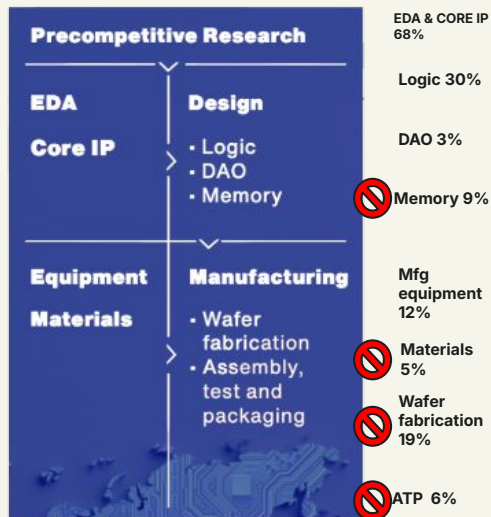 Precompetitive Research
EDA
Core IP
Design
- Logic
- DAO
- Memory
Equipment
Materials
Manufacturing
- Wafer
fabrication
- Assembly,
test and
packaging
EDA & CORE IP
68%
Logic 30%
DAO 3%
Memory 9%
Mfg
equipment
12%
Materials
5%
Wafer
fabrication
19%
ATP 6%